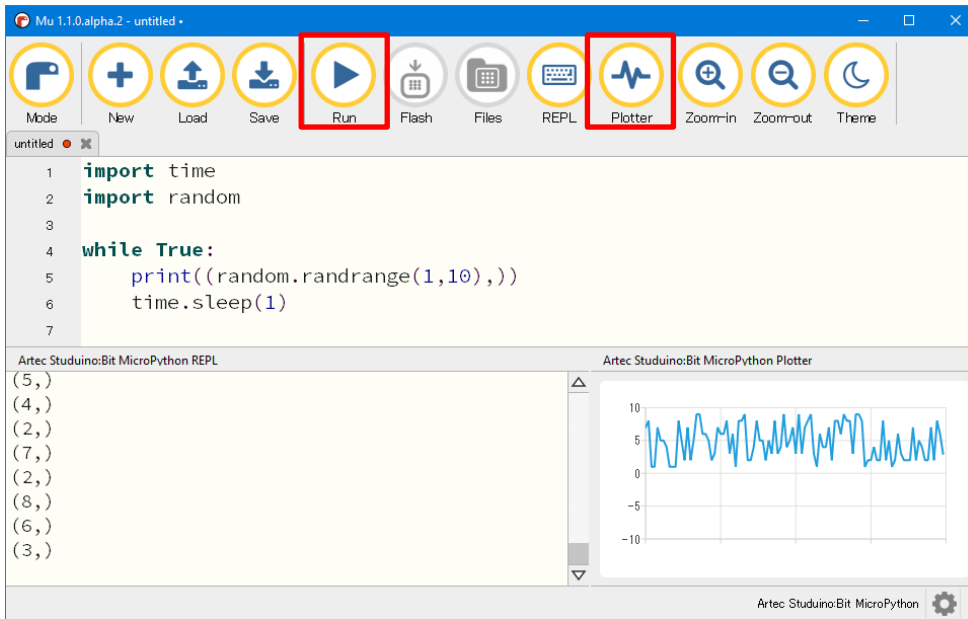 Mu 1.1.0.alpha.2 - untitled •
Mode New Load Save Run Flash Files REPL Plotter Zoom-in Zoom-out Theme
untitled
1 import time
2 import random
3
4 while True:
5 print((random.randrange(1,10),))
6 time.sleep(1)
7
Artec Studuino:Bit MicroPython REPL
(5,)
(4,)
(2,)
(7,)
(2,)
(8,)
(6,)
(3,)
Artec Studuino:Bit MicroPython Plotter
10
5
0
-5
-10
Artec Studuino:Bit MicroPython